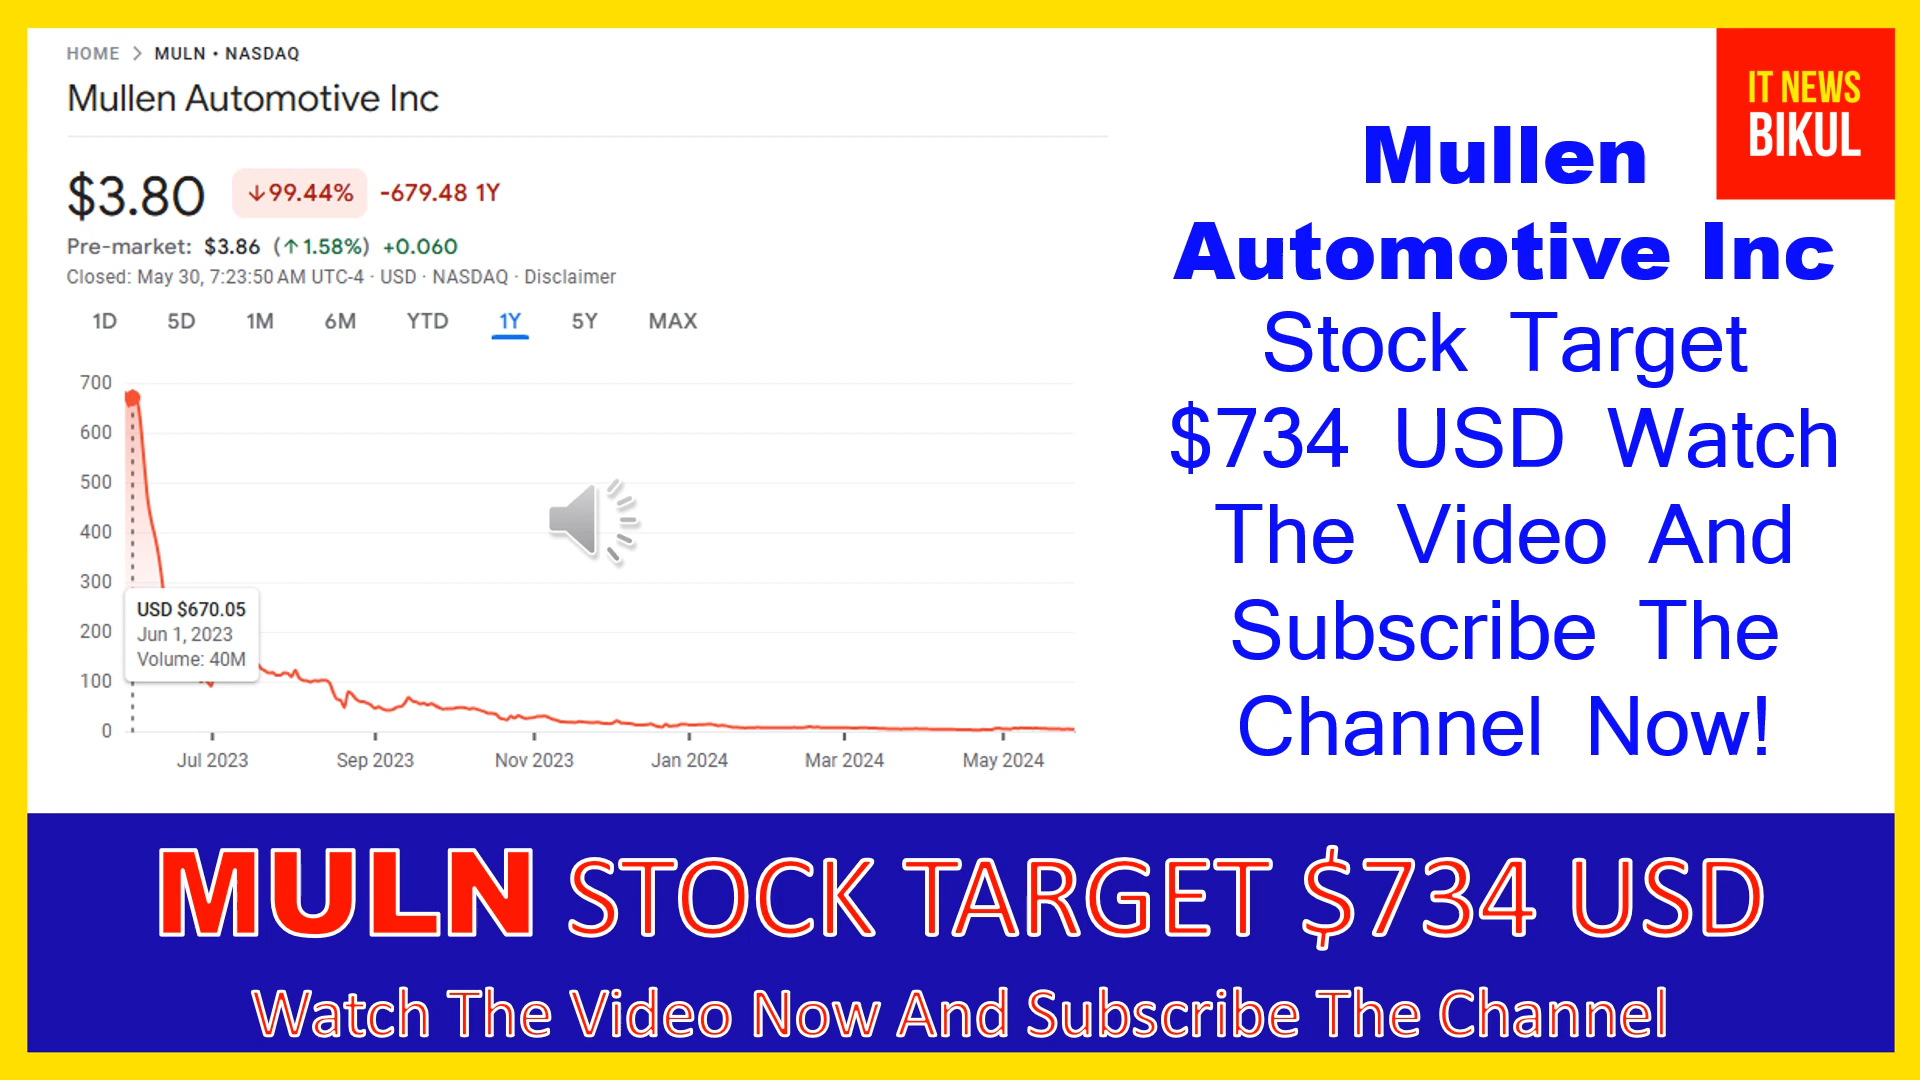 HOME > MULN • NASDAQ
Mullen Automotive Inc
$3.80 ↓99.44% -679.48 1Y
Pre-market: $3.86 (↑1.58%) +0.060
Closed: May 30, 7:23:50 AM UTC-4 · USD · NASDAQ · Disclaimer
1D 5D 1M 6M YTD 1Y 5Y MAX
700
600
500
400
300
200
100
0
USD $670.05
Jun 1, 2023
Volume: 40M
Jul 2023 Sep 2023 Nov 2023 Jan 2024 Mar 2024 May 2024
IT NEWS
BIKUL
Mullen
Automotive Inc
Stock Target
$734 USD Watch
The Video And
Subscribe The
Channel Now!
MULN STOCK TARGET $734 USD
Watch The Video Now And Subscribe The Channel